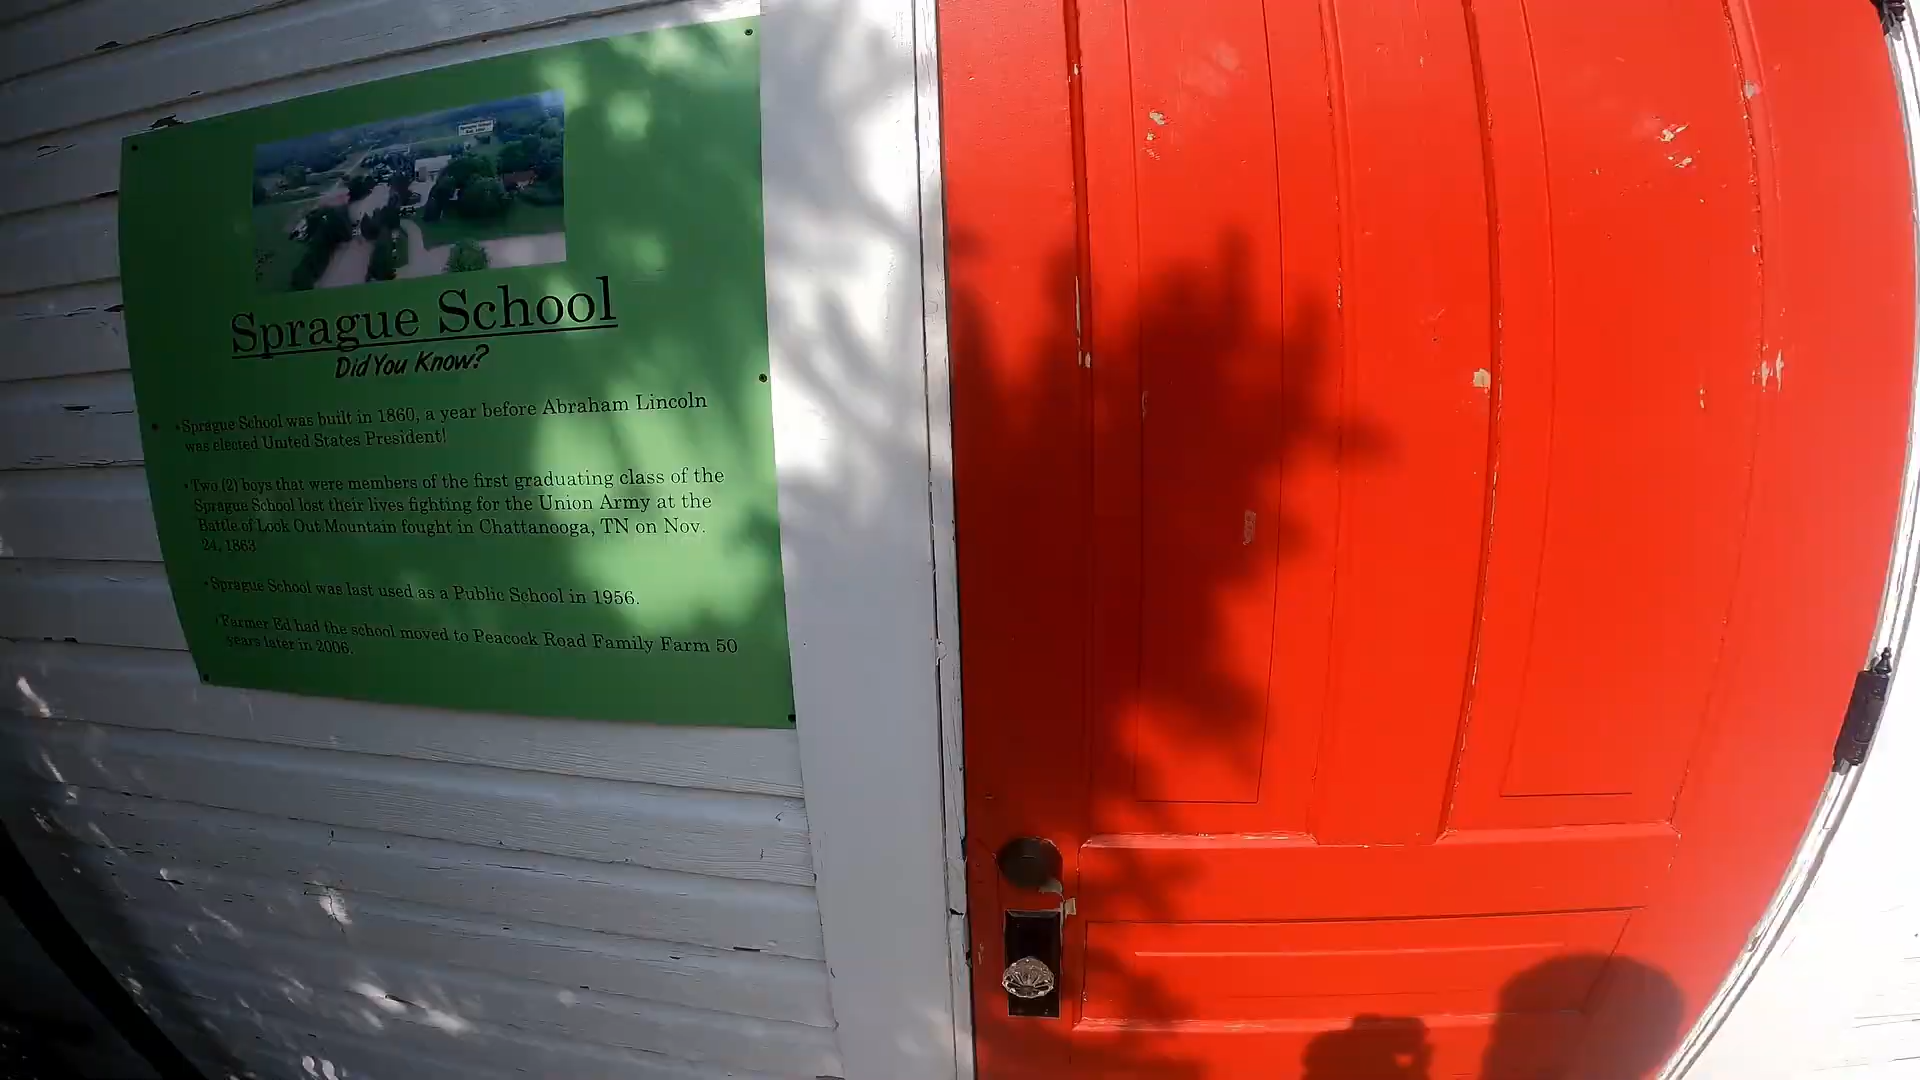 Sprague School
Did You Know?
• Sprague School was built in 1860, a year before Abraham Lincoln
was elected United States President!
• Two (2) boys that were members of the first graduating class of the
Sprague School lost their lives fighting for the Union Army at the
Battle of Look Out Mountain fought in Chattanooga, TN on Nov.
24, 1863
• Sprague School was last used as a Public School in 1956.
• Farmer Ed had the school moved to Peacock Road Family Farm 50
years later in 2006.